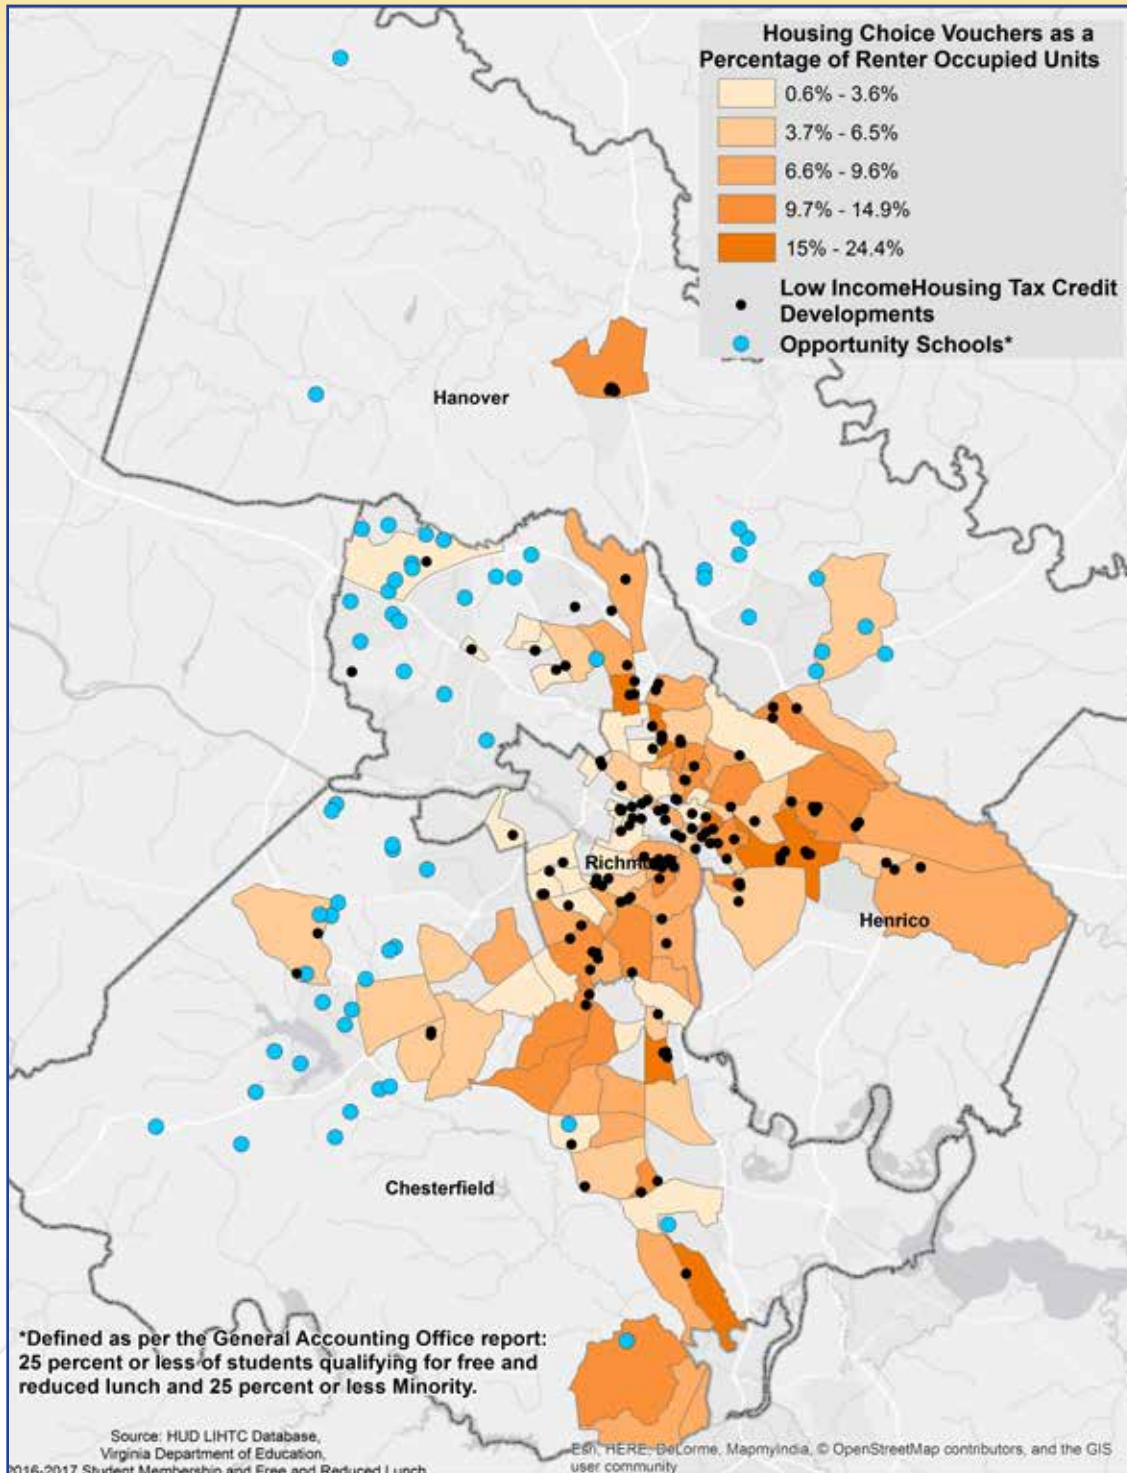 Housing Choice Vouchers as a
Percentage of Renter Occupied Units
0.6% - 3.6%
3.7% - 6.5%
6.6% - 9.6%
9.7% - 14.9%
15% - 24.4%
Low IncomeHousing Tax Credit
Developments
Opportunity Schools*
Hanover
Richm
Henrico
Chesterfield
*Defined as per the General Accounting Office report:
25 percent or less of students qualifying for free and
reduced lunch and 25 percent or less Minority.
Source: HUD LIHTC Database,
Virginia Department of Education,
2016-2017 Student Membership and Free and Reduced Lunch
Esri, HERE, DeLorme, MapmyIndia, © OpenStreetMap contributors, and the GIS
user community